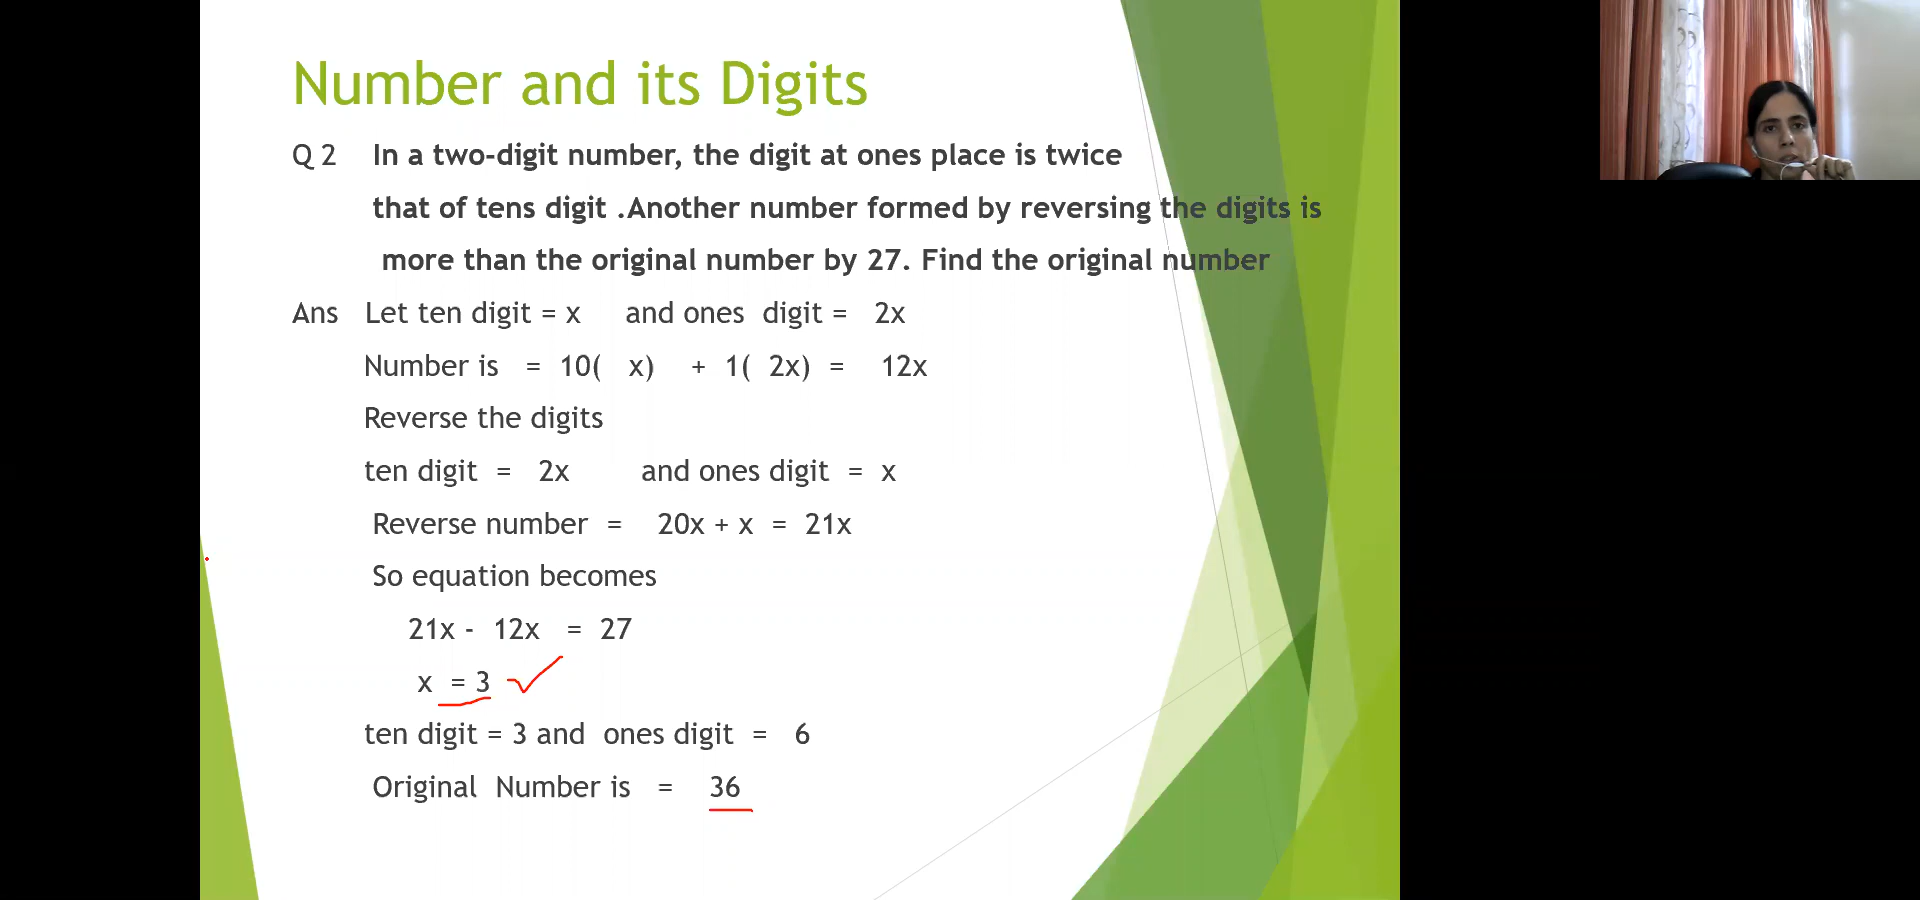 Number and its Digits
Q 2 In a two-digit number, the digit at ones place is twice
that of tens digit .Another number formed by reversing the digits is
more than the original number by 27. Find the original number
Ans Let ten digit = x and ones digit = 2x
Number is = 10( x) + 1( 2x) = 12x
Reverse the digits
ten digit = 2x and ones digit = x
Reverse number = 20x + x = 21x
So equation becomes
21x - 12x = 27
x = 3
ten digit = 3 and ones digit = 6
Original Number is = 36